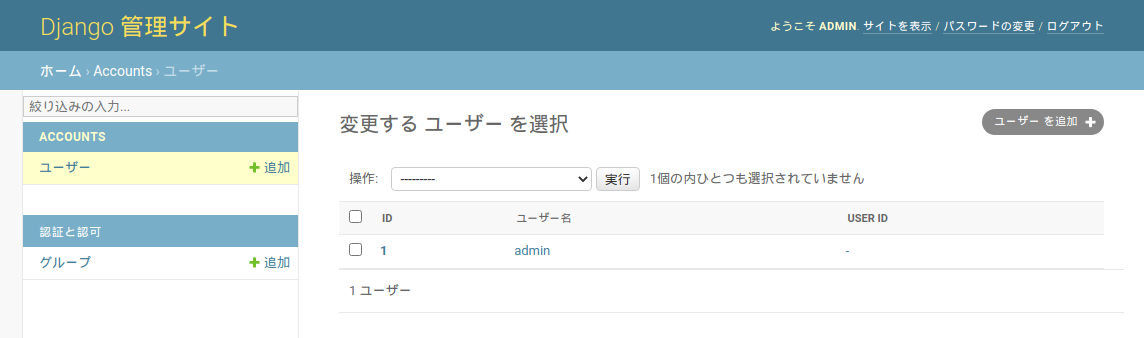 Django 管理サイト
ようこそ ADMIN. サイトを表示 / パスワードの変更 / ログアウト
ホーム › Accounts › ユーザー
絞り込みの入力...
ACCOUNTS
ユーザー + 追加
認証と認可
グループ + 追加
変更する ユーザー を選択
ユーザー を追加 +
操作: --------- 実行 1個の内ひとつも選択されていません
ID ユーザー名 USER ID
1 admin -
1 ユーザー